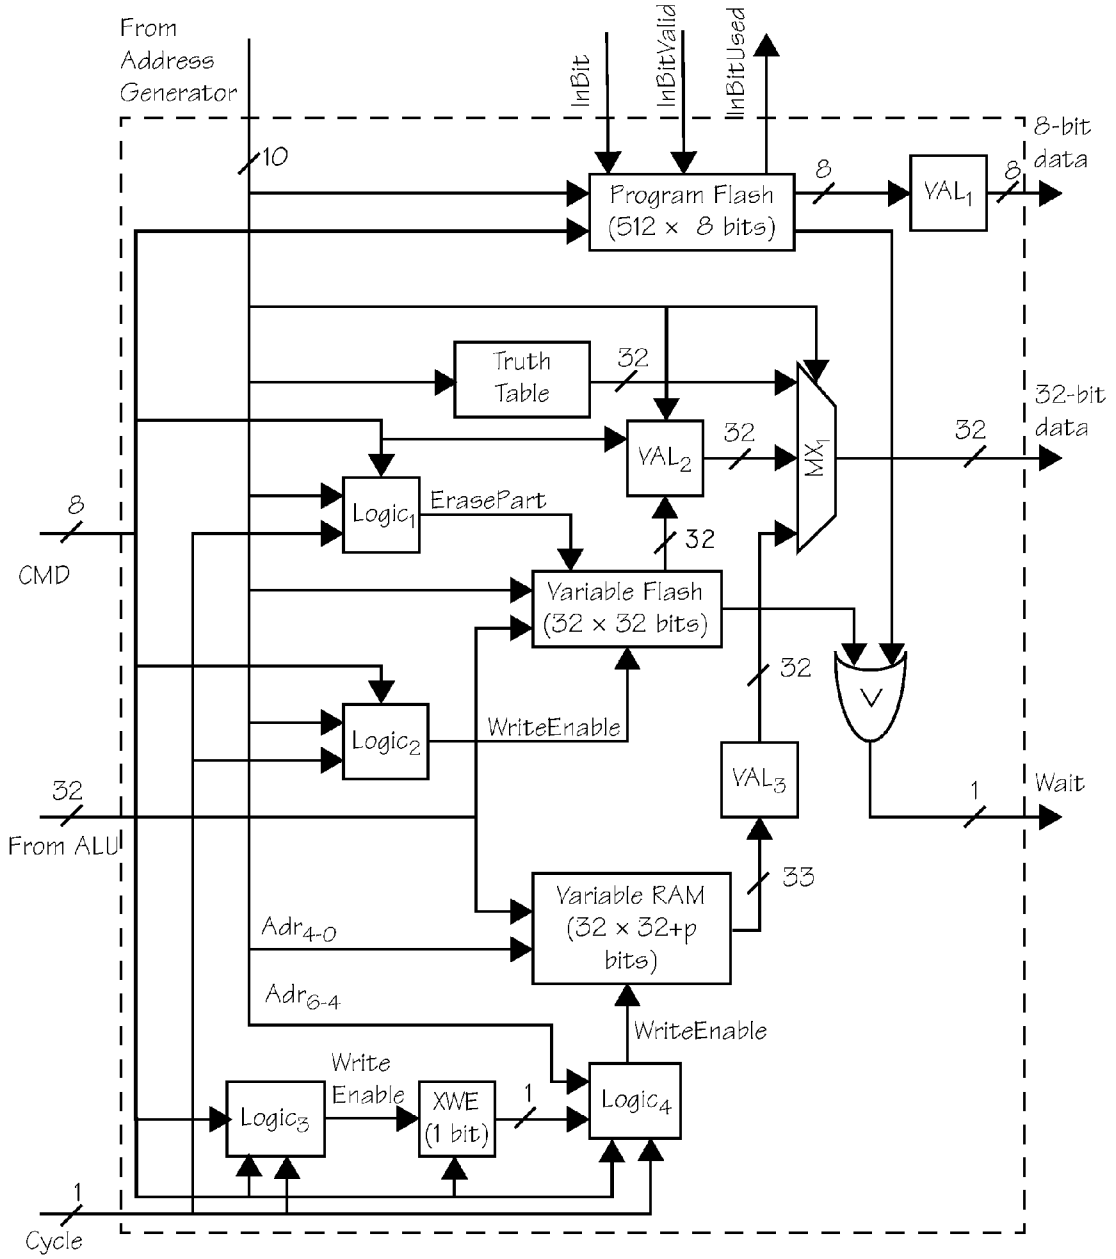 From
Address
Generator
InBit
InBitValid
InBitUsed
10
8-bit
data
Program Flash
(512 × 8 bits)
8
VAL1
8
Truth
Table
32
32-bit
data
VAL2
32
MX1
32
8
CMD
Logic1
ErasePart
32
Variable Flash
(32 × 32 bits)
32
V
Logic2
WriteEnable
VAL3
32
From ALU
1
Wait
33
Variable RAM
(32 × 32+p
bits)
Adr4-0
Adr6-4
WriteEnable
Write
Enable
Logic3
XWE
(1 bit)
1
Logic4
1
Cycle